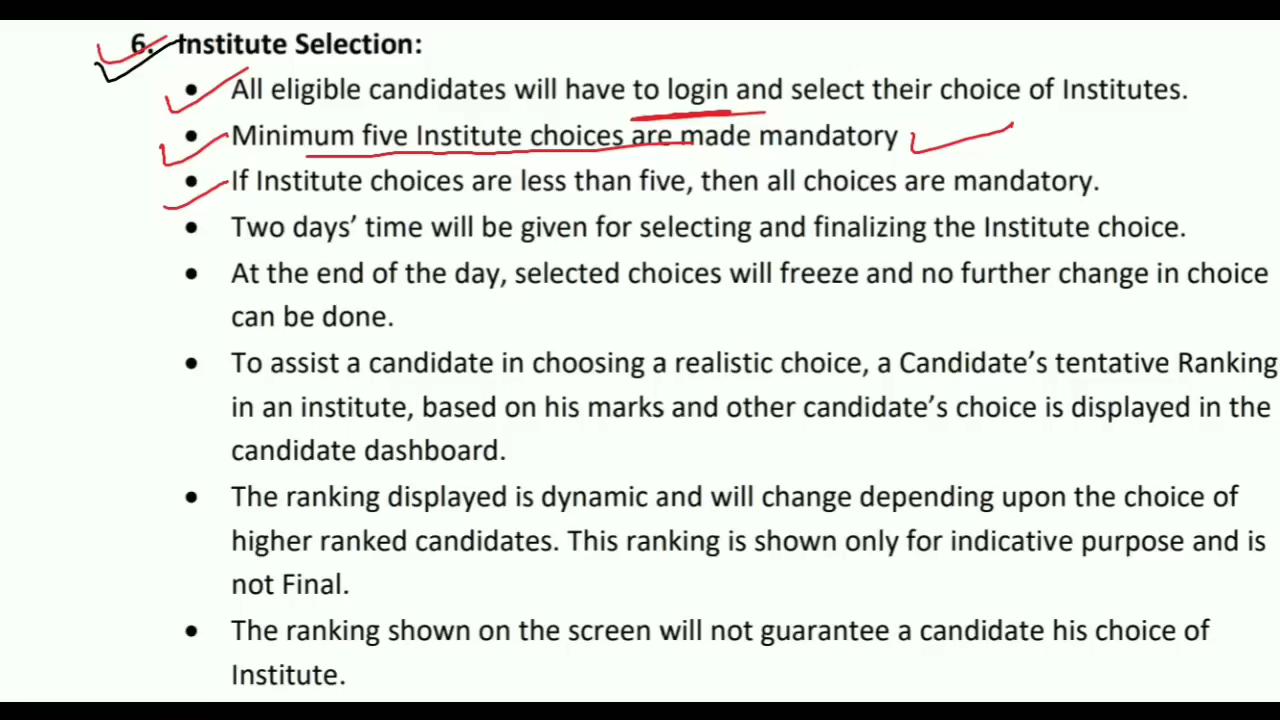 6. Institute Selection:
• All eligible candidates will have to login and select their choice of Institutes.
• Minimum five Institute choices are made mandatory
• If Institute choices are less than five, then all choices are mandatory.
• Two days’ time will be given for selecting and finalizing the Institute choice.
• At the end of the day, selected choices will freeze and no further change in choice
can be done.
• To assist a candidate in choosing a realistic choice, a Candidate’s tentative Ranking
in an institute, based on his marks and other candidate’s choice is displayed in the
candidate dashboard.
• The ranking displayed is dynamic and will change depending upon the choice of
higher ranked candidates. This ranking is shown only for indicative purpose and is
not Final.
• The ranking shown on the screen will not guarantee a candidate his choice of
Institute.